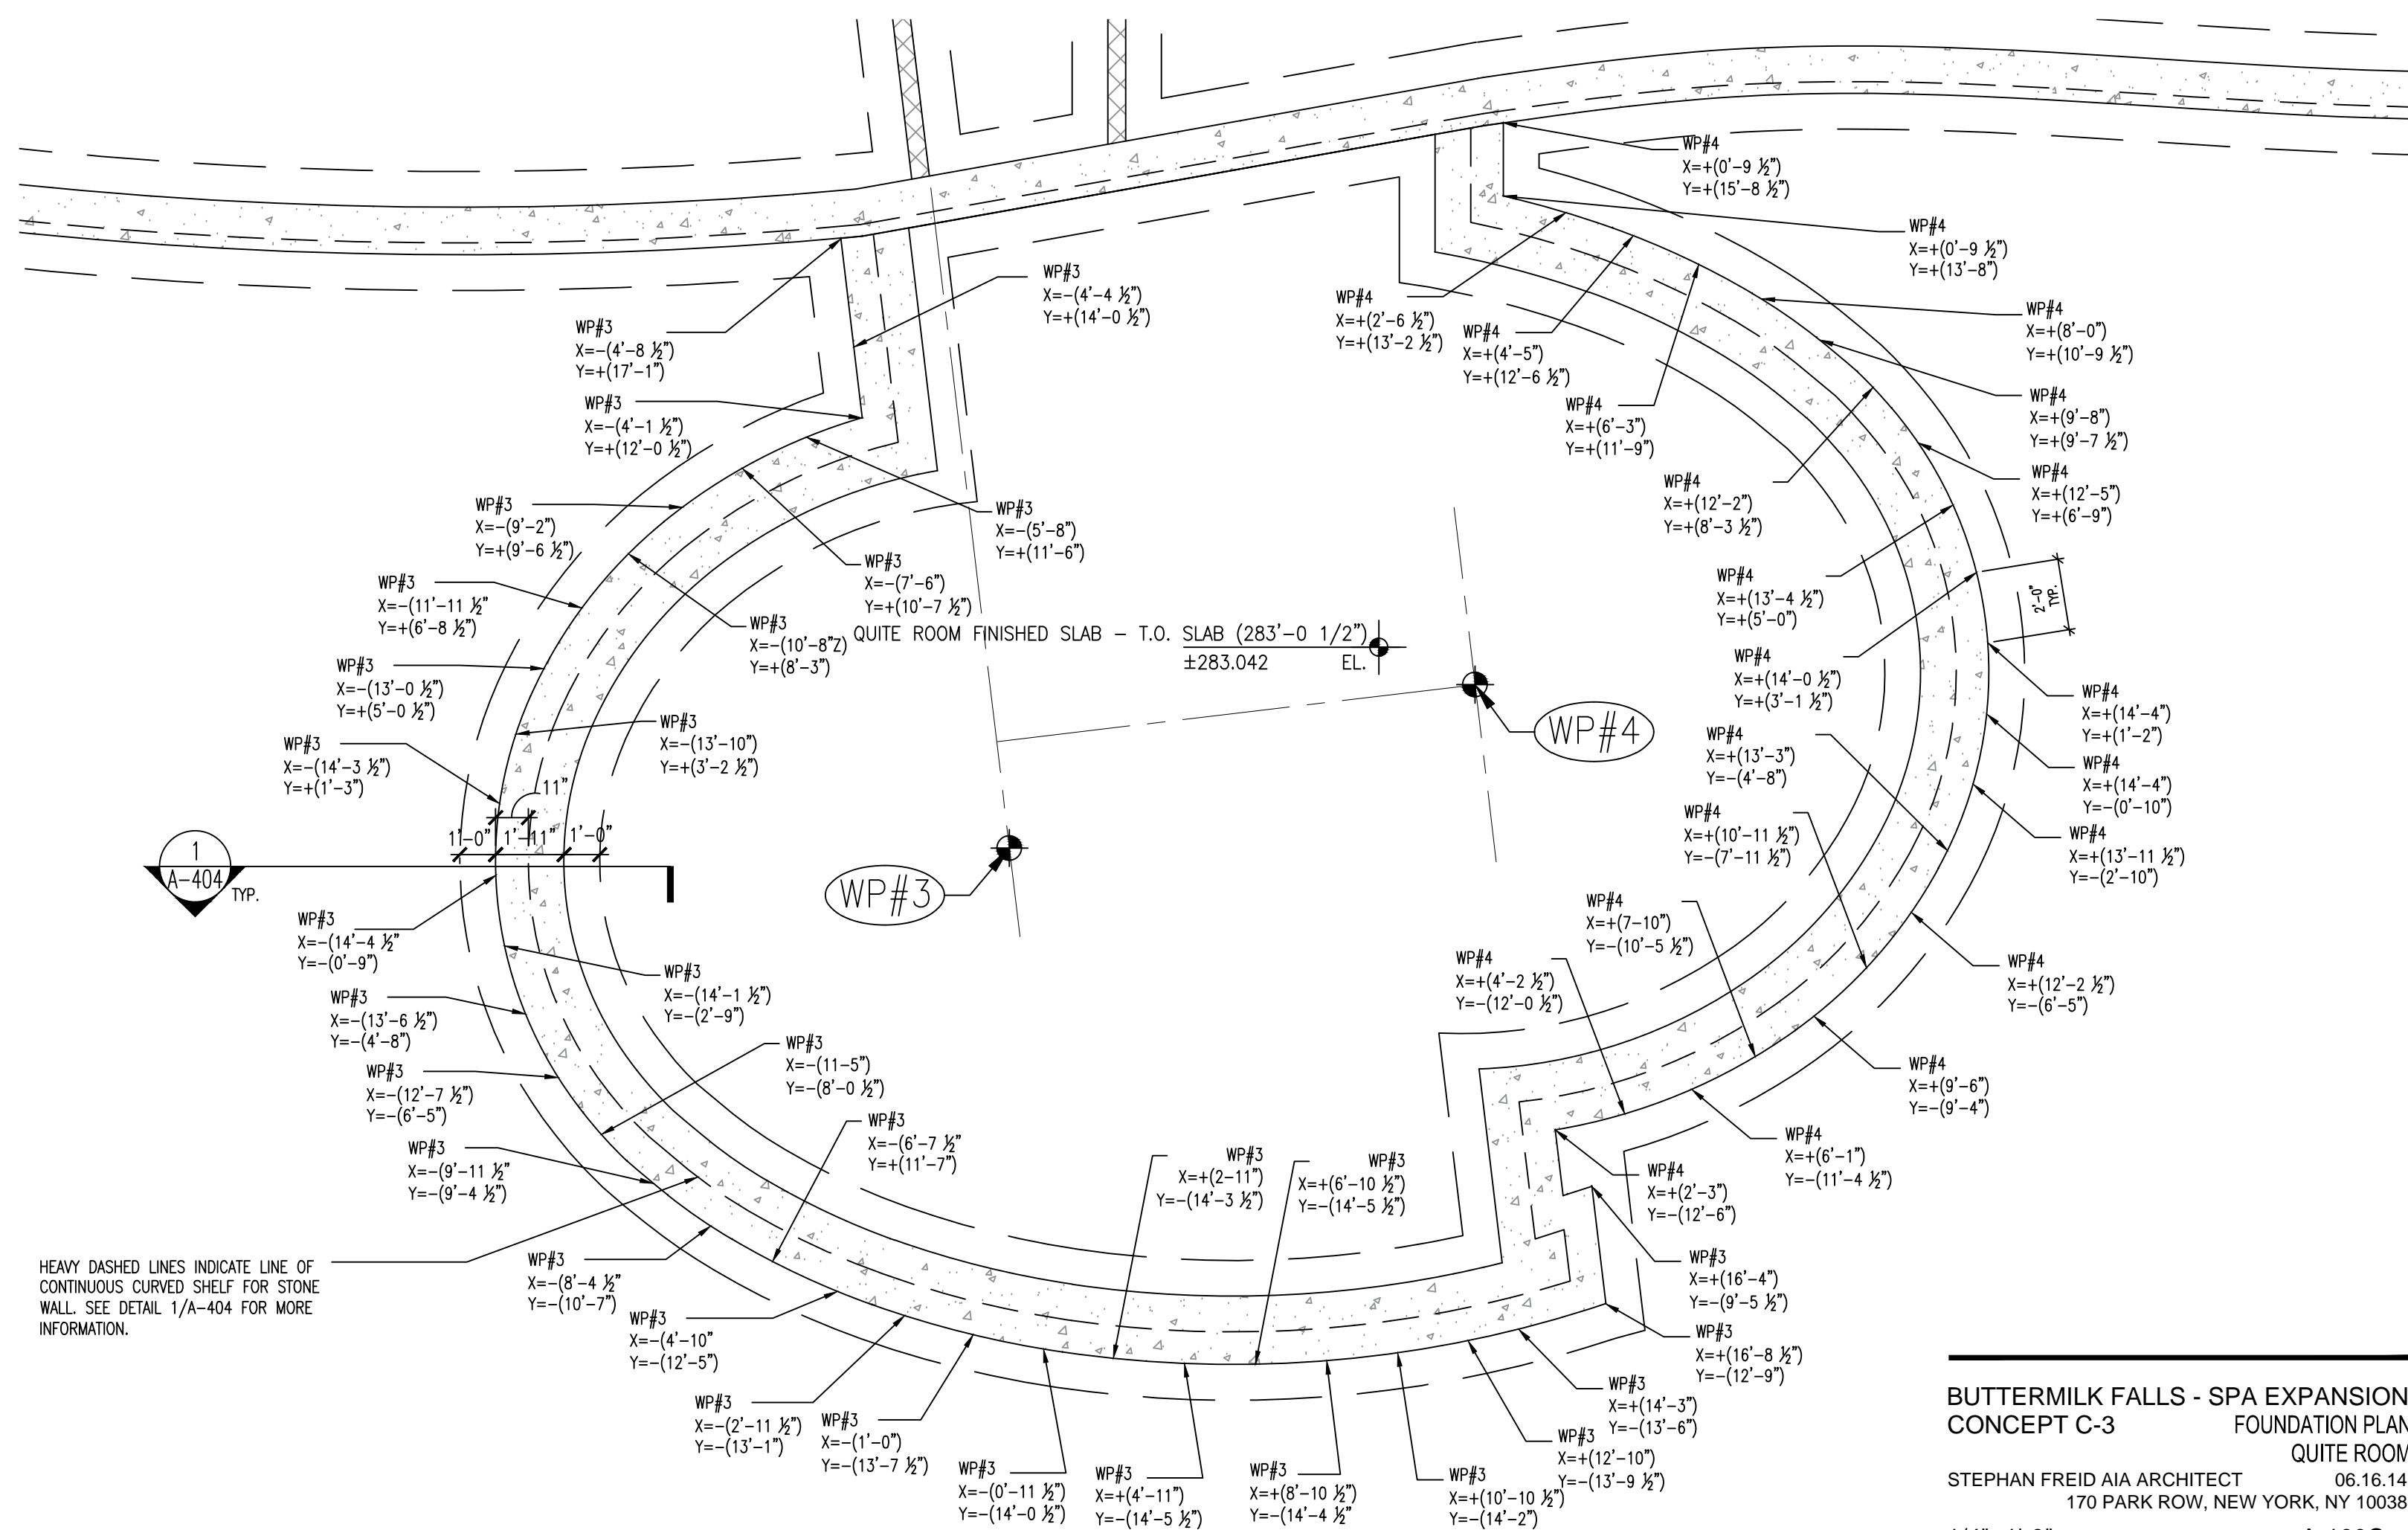 WP#4
X=+(0'-9 ½")
Y=+(15'-8 ½")
WP#4
X=+(0'-9 ½")
Y=+(13'-8")
WP#3
X=-(4'-4 ½")
Y=+(14'-0 ½")
WP#4
X=+(2'-6 ½")
Y=+(13'-2 ½")
WP#4
X=+(8'-0")
Y=+(10'-9 ½")
WP#3
X=-(4'-8 ½")
Y=+(17'-1")
WP#4
X=+(4'-5")
Y=+(12'-6 ½")
WP#4
X=+(9'-8")
Y=+(9'-7 ½")
WP#3
X=-(4'-1 ½")
Y=+(12'-0 ½")
WP#4
X=+(6'-3")
Y=+(11'-9")
WP#4
X=+(12'-5")
Y=+(6'-9")
WP#4
X=+(12'-2")
Y=+(8'-3 ½")
WP#3
X=-(9'-2")
Y=+(9'-6 ½")
WP#3
X=-(5'-8")
Y=+(11'-6")
WP#3
X=-(7'-6")
Y=+(10'-7 ½")
WP#4
X=+(13'-4 ½")
Y=+(5'-0")
2'-0"
TYP.
WP#3
X=-(11'-11 ½"
Y=+(6'-8 ½")
WP#3
X=-(10'-8"Z)
Y=+(8'-3")
QUITE ROOM FINISHED SLAB - T.O. SLAB (283'-0 1/2")
±283.042 EL.
WP#3
X=-(13'-0 ½")
Y=+(5'-0 ½")
WP#4
X=+(14'-0 ½")
Y=+(3'-1 ½")
WP#4
X=+(14'-4")
Y=+(1'-2")
WP#3
X=-(13'-10")
Y=+(3'-2 ½")
WP#4
WP#4
X=+(13'-3")
Y=-(4'-8")
WP#3
X=-(14'-3 ½")
Y=+(1'-3")
WP#4
X=+(14'-4")
Y=-(0'-10")
11"
1'-0" 1'-11" 1'-0"
WP#4
X=+(10'-11 ½")
Y=-(7'-11 ½")
WP#4
X=+(13'-11 ½")
Y=-(2'-10")
1
A-404
TYP.
WP#3
WP#4
X=+(7-10")
Y=-(10'-5 ½")
WP#3
X=-(14'-4 ½"
Y=-(0'-9")
WP#4
X=+(4'-2 ½")
Y=-(12'-0 ½")
WP#4
X=+(12'-2 ½")
Y=-(6'-5")
WP#3
X=-(14'-1 ½")
Y=-(2'-9")
WP#3
X=-(13'-6 ½")
Y=-(4'-8")
WP#3
X=-(11-5")
Y=-(8'-0 ½")
WP#4
X=+(9'-6")
Y=-(9'-4")
WP#3
X=-(12'-7 ½")
Y=-(6'-5")
WP#3
X=-(6'-7 ½"
Y=+(11'-7")
WP#4
X=+(6'-1")
Y=-(11'-4 ½")
WP#3
X=-(9'-11 ½"
Y=-(9'-4 ½")
WP#3
X=+(2-11")
Y=-(14'-3 ½")
WP#3
X=+(6'-10 ½")
Y=-(14'-5 ½")
WP#4
X=+(2'-3")
Y=-(12'-6")
HEAVY DASHED LINES INDICATE LINE OF
CONTINUOUS CURVED SHELF FOR STONE
WALL. SEE DETAIL 1/A-404 FOR MORE
INFORMATION.
WP#3
X=-(8'-4 ½"
Y=-(10'-7")
WP#3
X=+(16'-4")
Y=-(9'-5 ½")
WP#3
X=-(4'-10"
Y=-(12'-5")
WP#3
X=+(16'-8 ½")
Y=-(12'-9")
WP#3
X=+(14'-3")
Y=-(13'-6")
WP#3
X=-(2'-11 ½")
Y=-(13'-1")
WP#3
X=-(1'-0")
Y=-(13'-7 ½")
WP#3
X=+(12'-10")
Y=-(13'-9 ½")
WP#3
X=-(0'-11 ½")
Y=-(14'-0 ½")
WP#3
X=+(4'-11")
Y=-(14'-5 ½")
WP#3
X=+(8'-10 ½")
Y=-(14'-4 ½"
WP#3
X=+(10'-10 ½")
Y=-(14'-2")
BUTTERMILK FALLS - SPA EXPANSION
CONCEPT C-3 FOUNDATION PLAN
QUITE ROOM
STEPHAN FREID AIA ARCHITECT 06.16.14
170 PARK ROW, NEW YORK, NY 10038